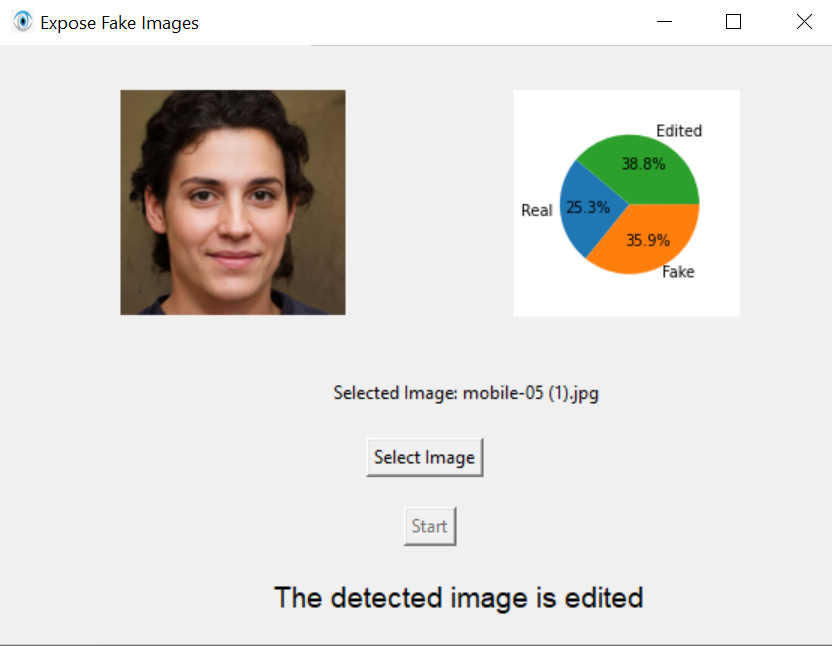 Expose Fake Images
Edited
38.8%
Real
25.3%
35.9%
Fake
Selected Image: mobile-05 (1).jpg
Select Image
Start
The detected image is edited